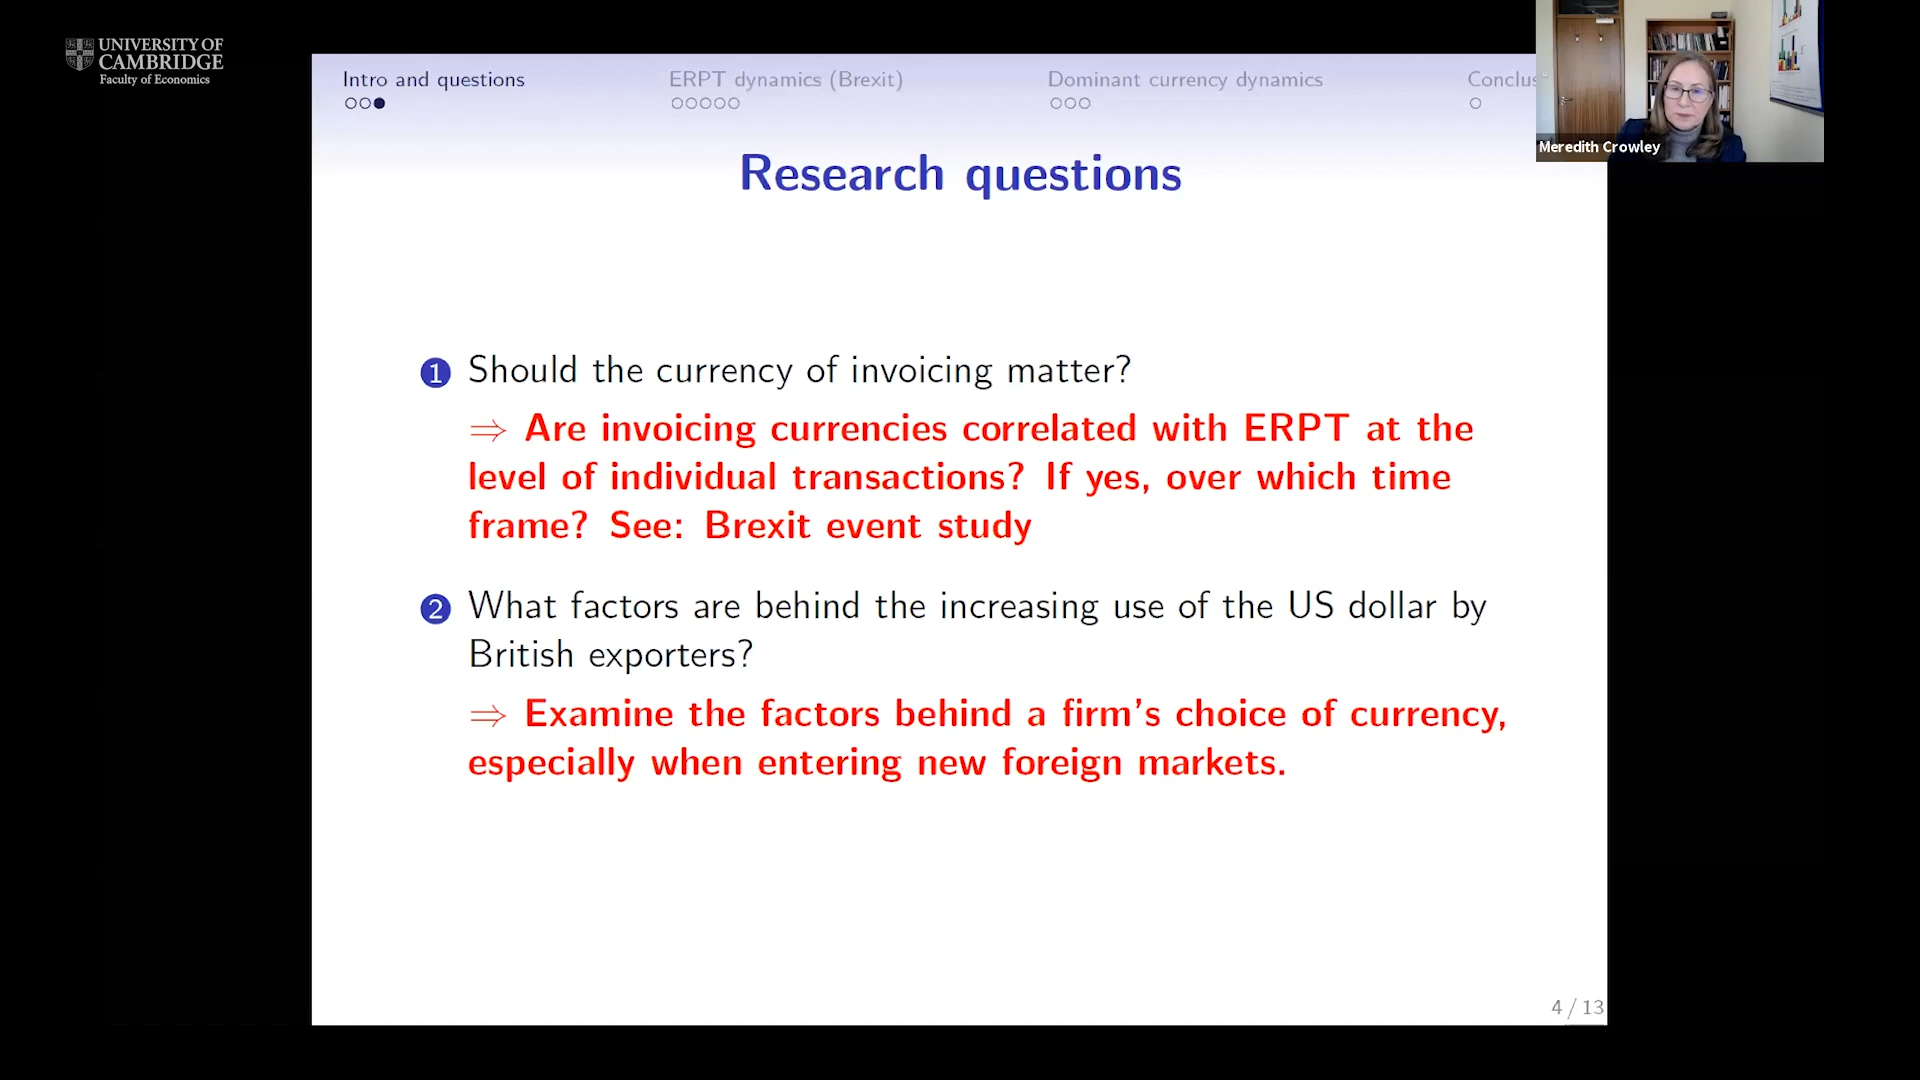 UNIVERSITY OF
CAMBRIDGE
Faculty of Economics
Intro and questions
ERPT dynamics (Brexit)
Dominant currency dynamics
Conclus
Meredith Crowley
Research questions
1 Should the currency of invoicing matter?
⇒ Are invoicing currencies correlated with ERPT at the
level of individual transactions? If yes, over which time
frame? See: Brexit event study
2 What factors are behind the increasing use of the US dollar by
British exporters?
⇒ Examine the factors behind a firm's choice of currency,
especially when entering new foreign markets.
4 / 13